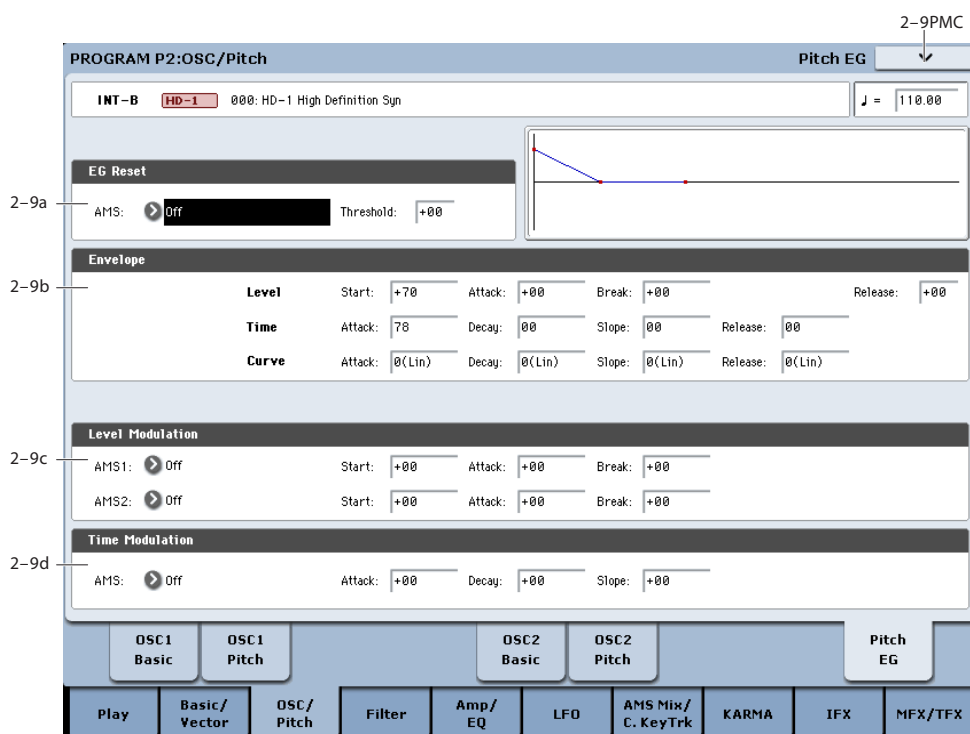 2–9PMC
PROGRAM P2:OSC/Pitch Pitch EG
INT-B HD-1 000: HD-1 High Definition Syn ♩ = 110.00
EG Reset
2–9a AMS: Off Threshold: +00
Envelope
2–9b Level Start: +70 Attack: +00 Break: +00 Release: +00
Time Attack: 78 Decay: 00 Slope: 00 Release: 00
Curve Attack: 0(Lin) Decay: 0(Lin) Slope: 0(Lin) Release: 0(Lin)
Level Modulation
2–9c AMS1: Off Start: +00 Attack: +00 Break: +00
AMS2: Off Start: +00 Attack: +00 Break: +00
Time Modulation
2–9d AMS: Off Attack: +00 Decay: +00 Slope: +00
OSC1 OSC1 OSC2 OSC2 Pitch
Basic Pitch Basic Pitch EG
Play Basic/ OSC/ Filter Amp/ LFO AMS Mix/ KARMA IFX MFX/TFX
Vector Pitch EQ C. KeyTrk